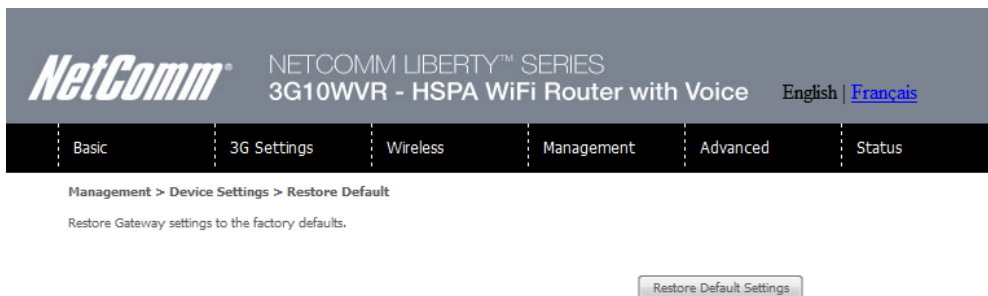 NetComm®
NETCOMM LIBERTY™ SERIES
3G10WVR - HSPA WiFi Router with Voice
English | Français
Basic 3G Settings Wireless Management Advanced Status
Management > Device Settings > Restore Default
Restore Gateway settings to the factory defaults.
Restore Default Settings